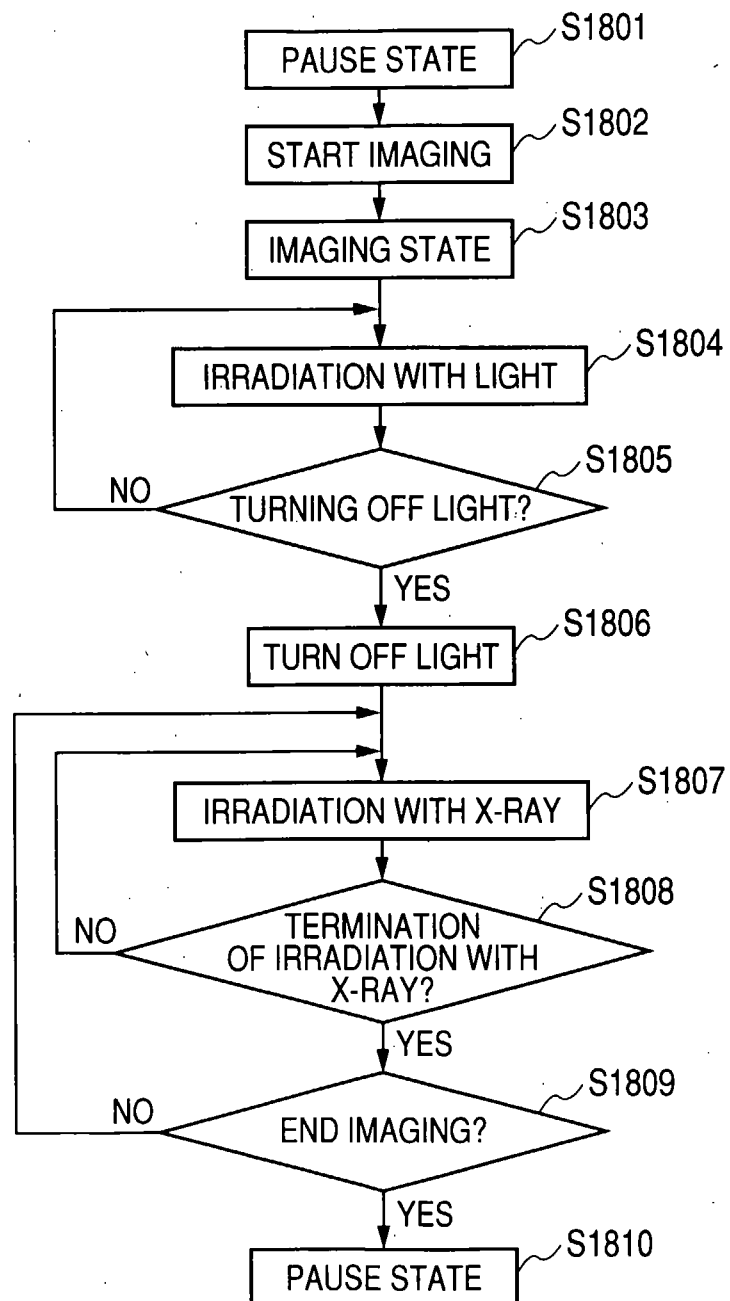 S1801
PAUSE STATE
S1802
START IMAGING
S1803
IMAGING STATE
S1804
IRRADIATION WITH LIGHT
S1805
NO
TURNING OFF LIGHT?
YES
S1806
TURN OFF LIGHT
S1807
IRRADIATION WITH X-RAY
S1808
NO
TERMINATION
OF IRRADIATION WITH
X-RAY?
YES
S1809
NO
END IMAGING?
YES
S1810
PAUSE STATE